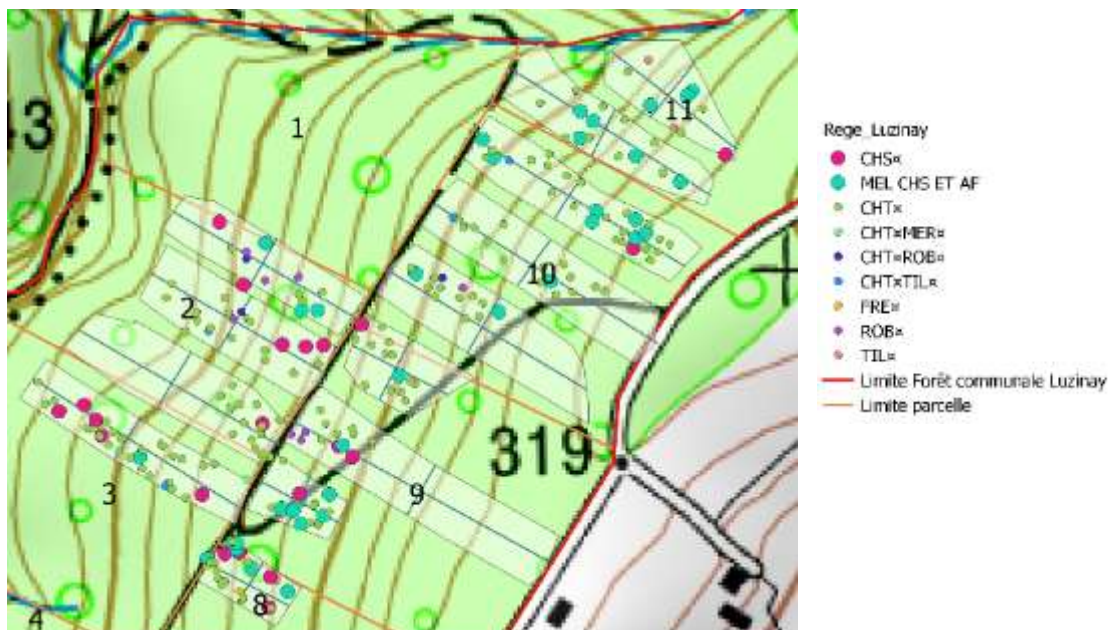 1
11
43
10
2
319
3
9
8
4
Rege_Luzinay
CHS¤
MEL CHS ET AF
CHT¤
CHT¤MER¤
CHT¤ROB¤
CHT¤TIL¤
FRE¤
ROB¤
TIL¤
Limite Forêt communale Luzinay
Limite parcelle